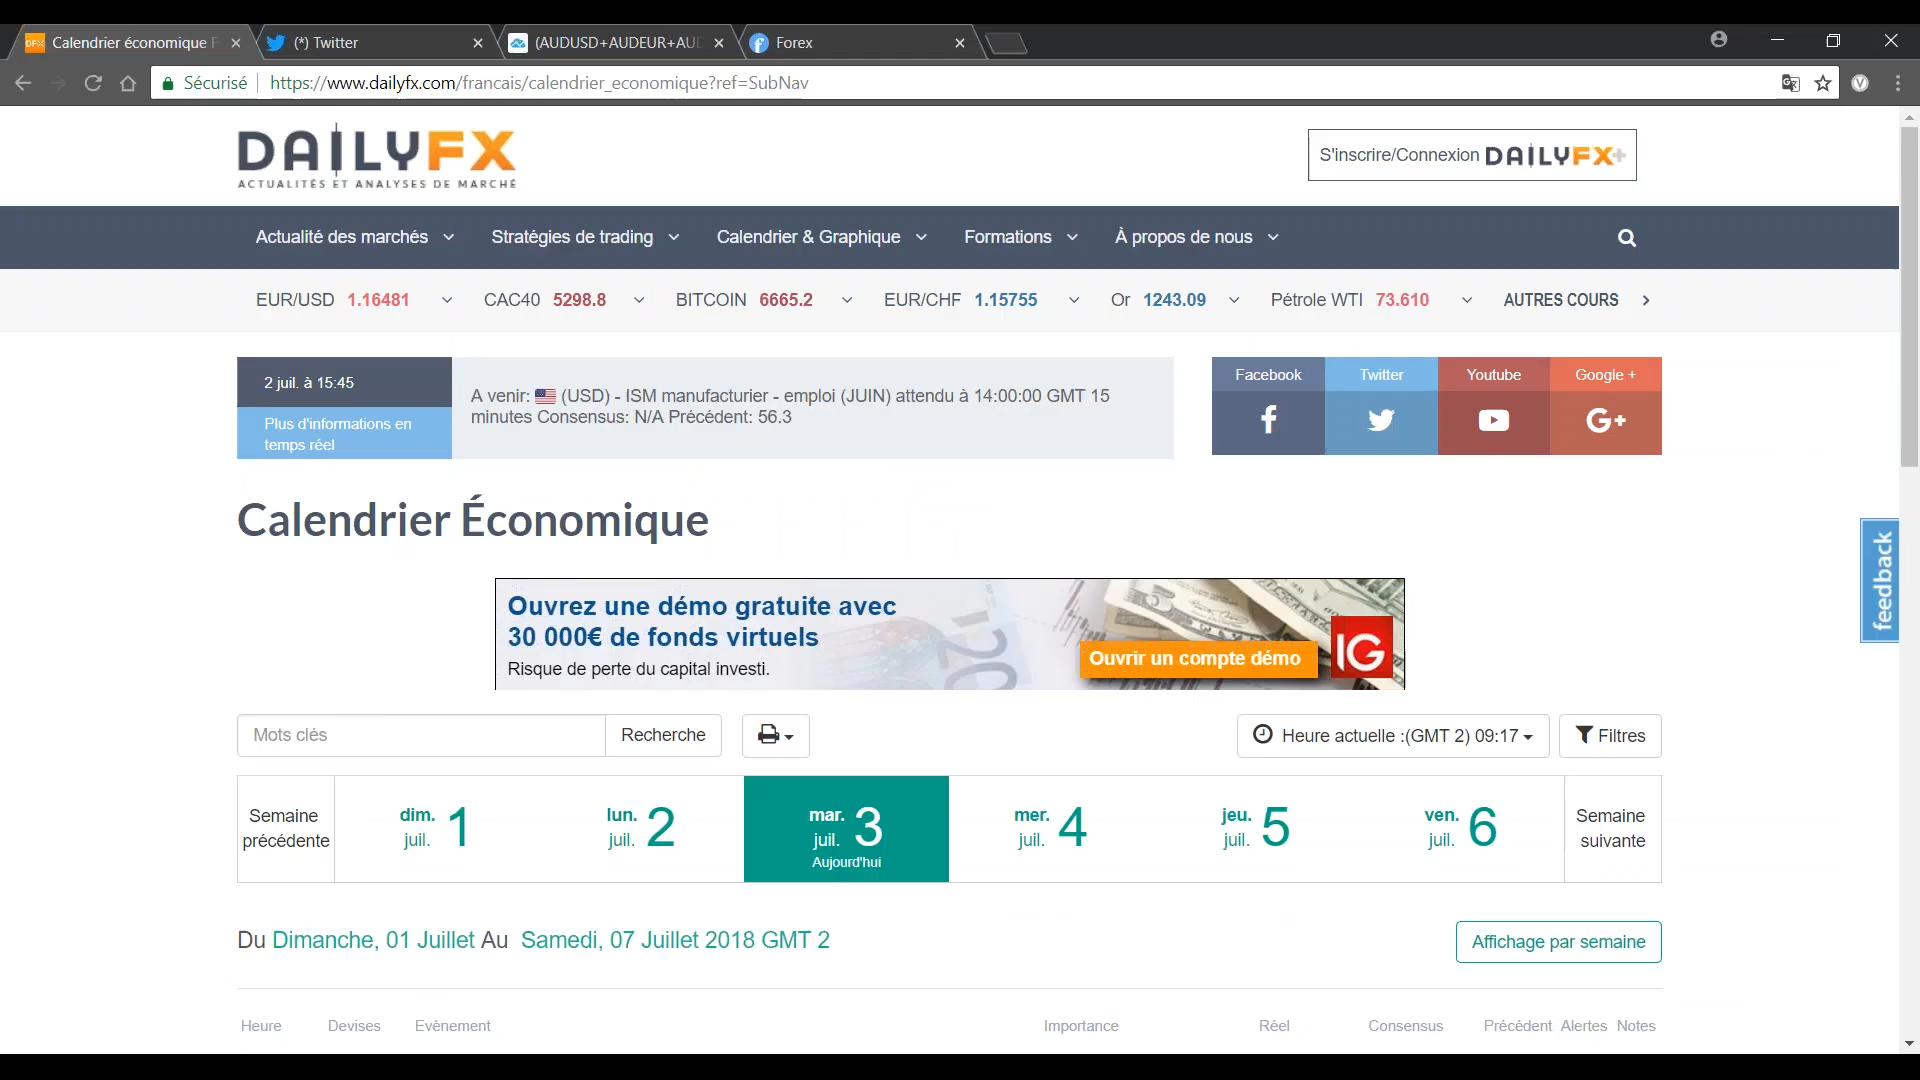 Calendrier économique F
(*) Twitter
(AUDUSD+AUDEUR+AUD
Forex
Sécurisé
https://www.dailyfx.com/francais/calendrier_economique?ref=SubNav
DAILYFX
ACTUALITÉS ET ANALYSES DE MARCHÉ
S'inscrire/Connexion DAILYFX+
Actualité des marchés
Stratégies de trading
Calendrier & Graphique
Formations
À propos de nous
EUR/USD 1.16481
CAC40 5298.8
BITCOIN 6665.2
EUR/CHF 1.15755
Or 1243.09
Pétrole WTI 73.610
AUTRES COURS
2 juil. à 15:45
Plus d'informations en
temps réel
A venir: (USD) - ISM manufacturier - emploi (JUIN) attendu à 14:00:00 GMT 15
minutes Consensus: N/A Précédent: 56.3
Facebook
Twitter
Youtube
Google +
feedback
Calendrier Économique
Ouvrez une démo gratuite avec
30 000€ de fonds virtuels
Risque de perte du capital investi.
Ouvrir un compte démo
IG
Mots clés
Recherche
Heure actuelle :(GMT 2) 09:17
Filtres
Semaine
précédente
dim.
juil.
1
lun.
juil.
2
mar.
juil.
3
Aujourd'hui
mer.
juil.
4
jeu.
juil.
5
ven.
juil.
6
Semaine
suivante
Du Dimanche, 01 Juillet Au Samedi, 07 Juillet 2018 GMT 2
Affichage par semaine
Heure
Devises
Evènement
Importance
Réel
Consensus
Précédent
Alertes
Notes